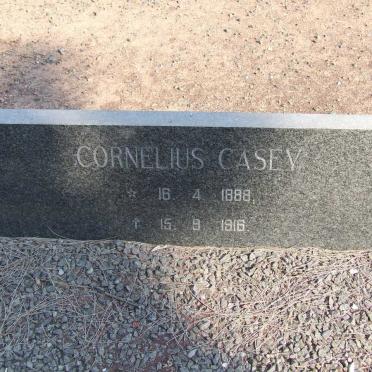 CORNELIUS CASEY
* 16. 4. 1888.
† 15. 9. 1916.